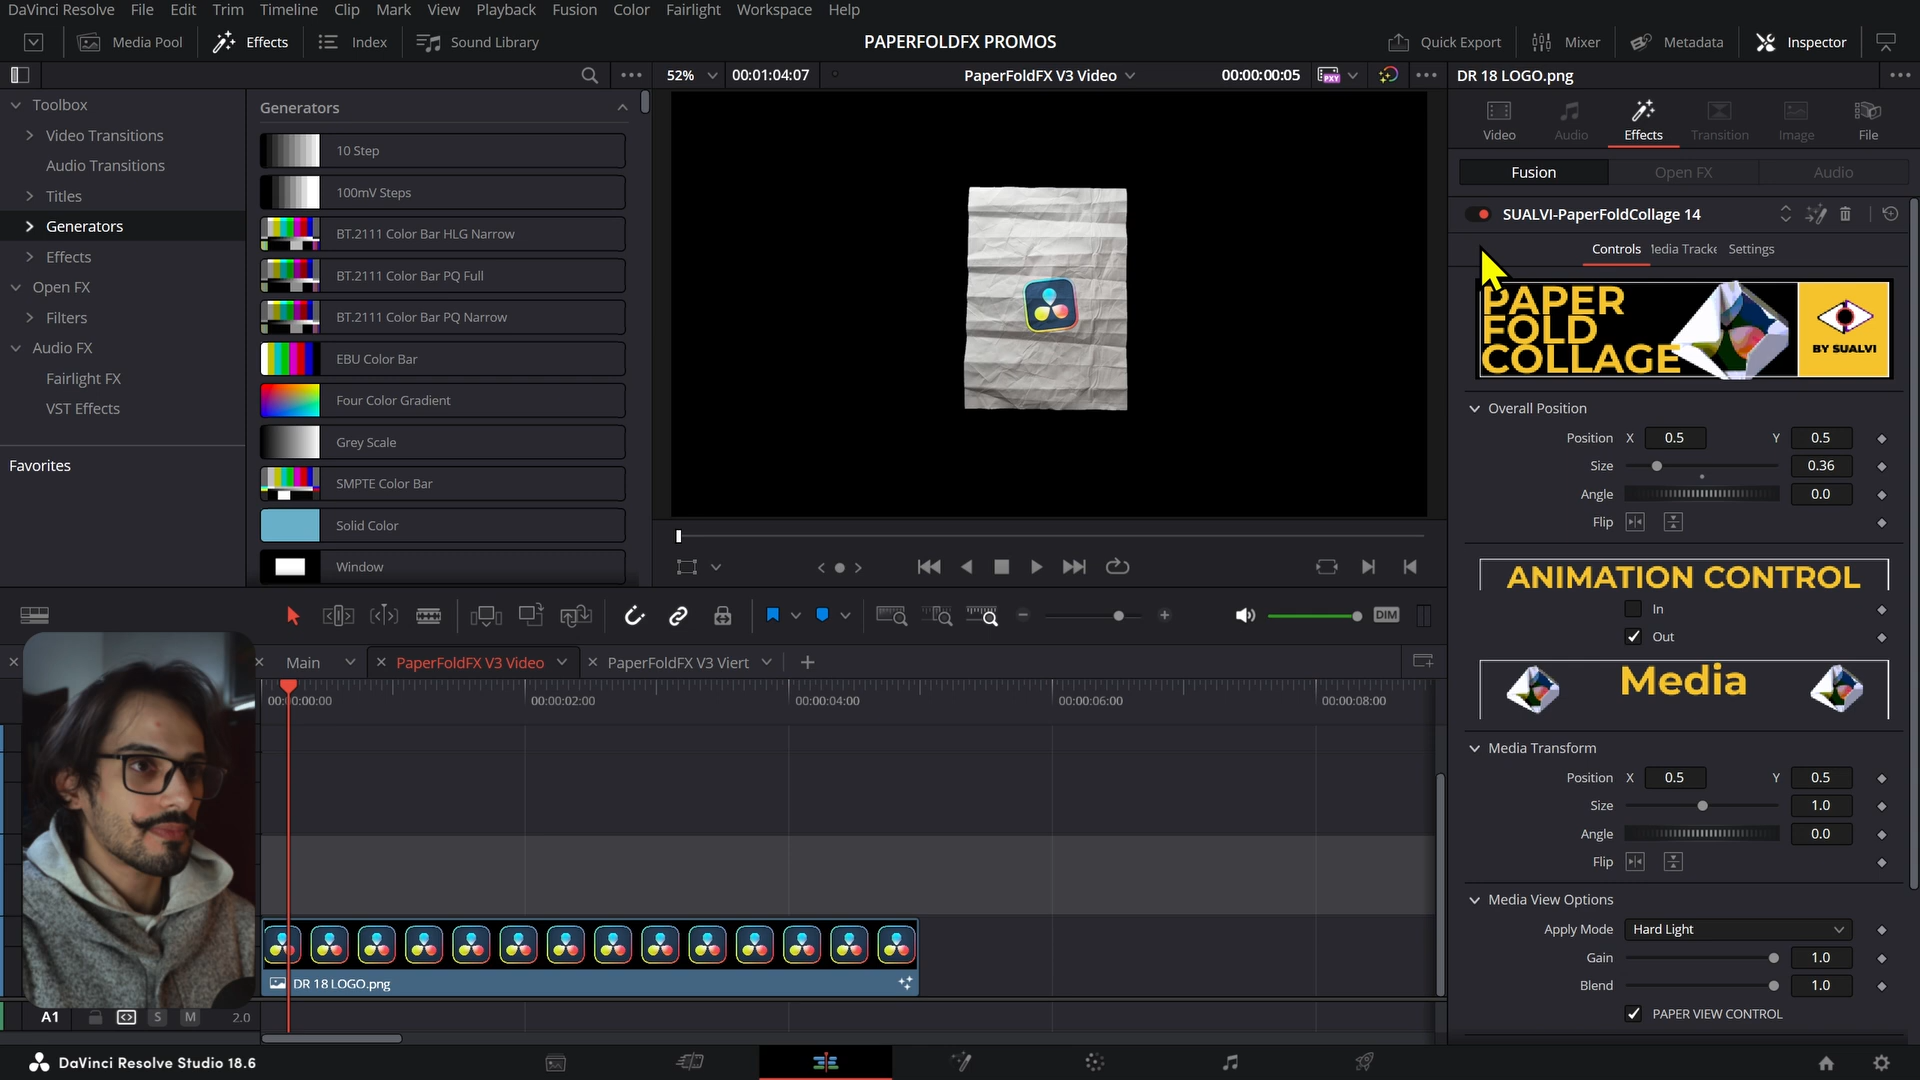 DaVinci Resolve File Edit Trim Timeline Clip Mark View Playback Fusion Color Fairlight Workspace Help
Media Pool Effects Index Sound Library PAPERFOLDFX PROMOS Quick Export Mixer Metadata Inspector
52% 00:01:04:07 PaperFoldFX V3 Video 00:00:00:05 PXY DR 18 LOGO.png
Toolbox
Video Transitions
Audio Transitions
Titles
Generators
Effects
Open FX
Filters
Audio FX
Fairlight FX
VST Effects
Favorites
Generators
10 Step
100mV Steps
BT.2111 Color Bar HLG Narrow
BT.2111 Color Bar PQ Full
BT.2111 Color Bar PQ Narrow
EBU Color Bar
Four Color Gradient
Grey Scale
SMPTE Color Bar
Solid Color
Window
Video Audio Effects Transition Image File
Fusion Open FX Audio
SUALVI-PaperFoldCollage 14
Controls Media Tracke Settings
PAPER
FOLD
COLLAGE
BY SUALVI
Overall Position
Position X 0.5 Y 0.5
Size 0.36
Angle 0.0
Flip
ANIMATION CONTROL
In
Out
Media
Media Transform
Position X 0.5 Y 0.5
Size 1.0
Angle 0.0
Flip
Media View Options
Apply Mode Hard Light
Gain 1.0
Blend 1.0
PAPER VIEW CONTROL
DIM
Main PaperFoldFX V3 Video PaperFoldFX V3 Viert
00:00:00:00 00:00:02:00 00:00:04:00 00:00:06:00 00:00:08:00
DR 18 LOGO.png
A1 S M 2.0
DaVinci Resolve Studio 18.6